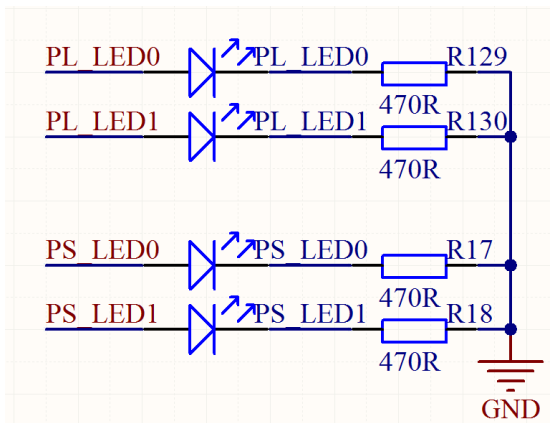 PL_LED0 PL_LED0 R129
470R
PL_LED1 PL_LED1 R130
470R
PS_LED0 PS_LED0 R17
470R
PS_LED1 PS_LED1 R18
470R
GND